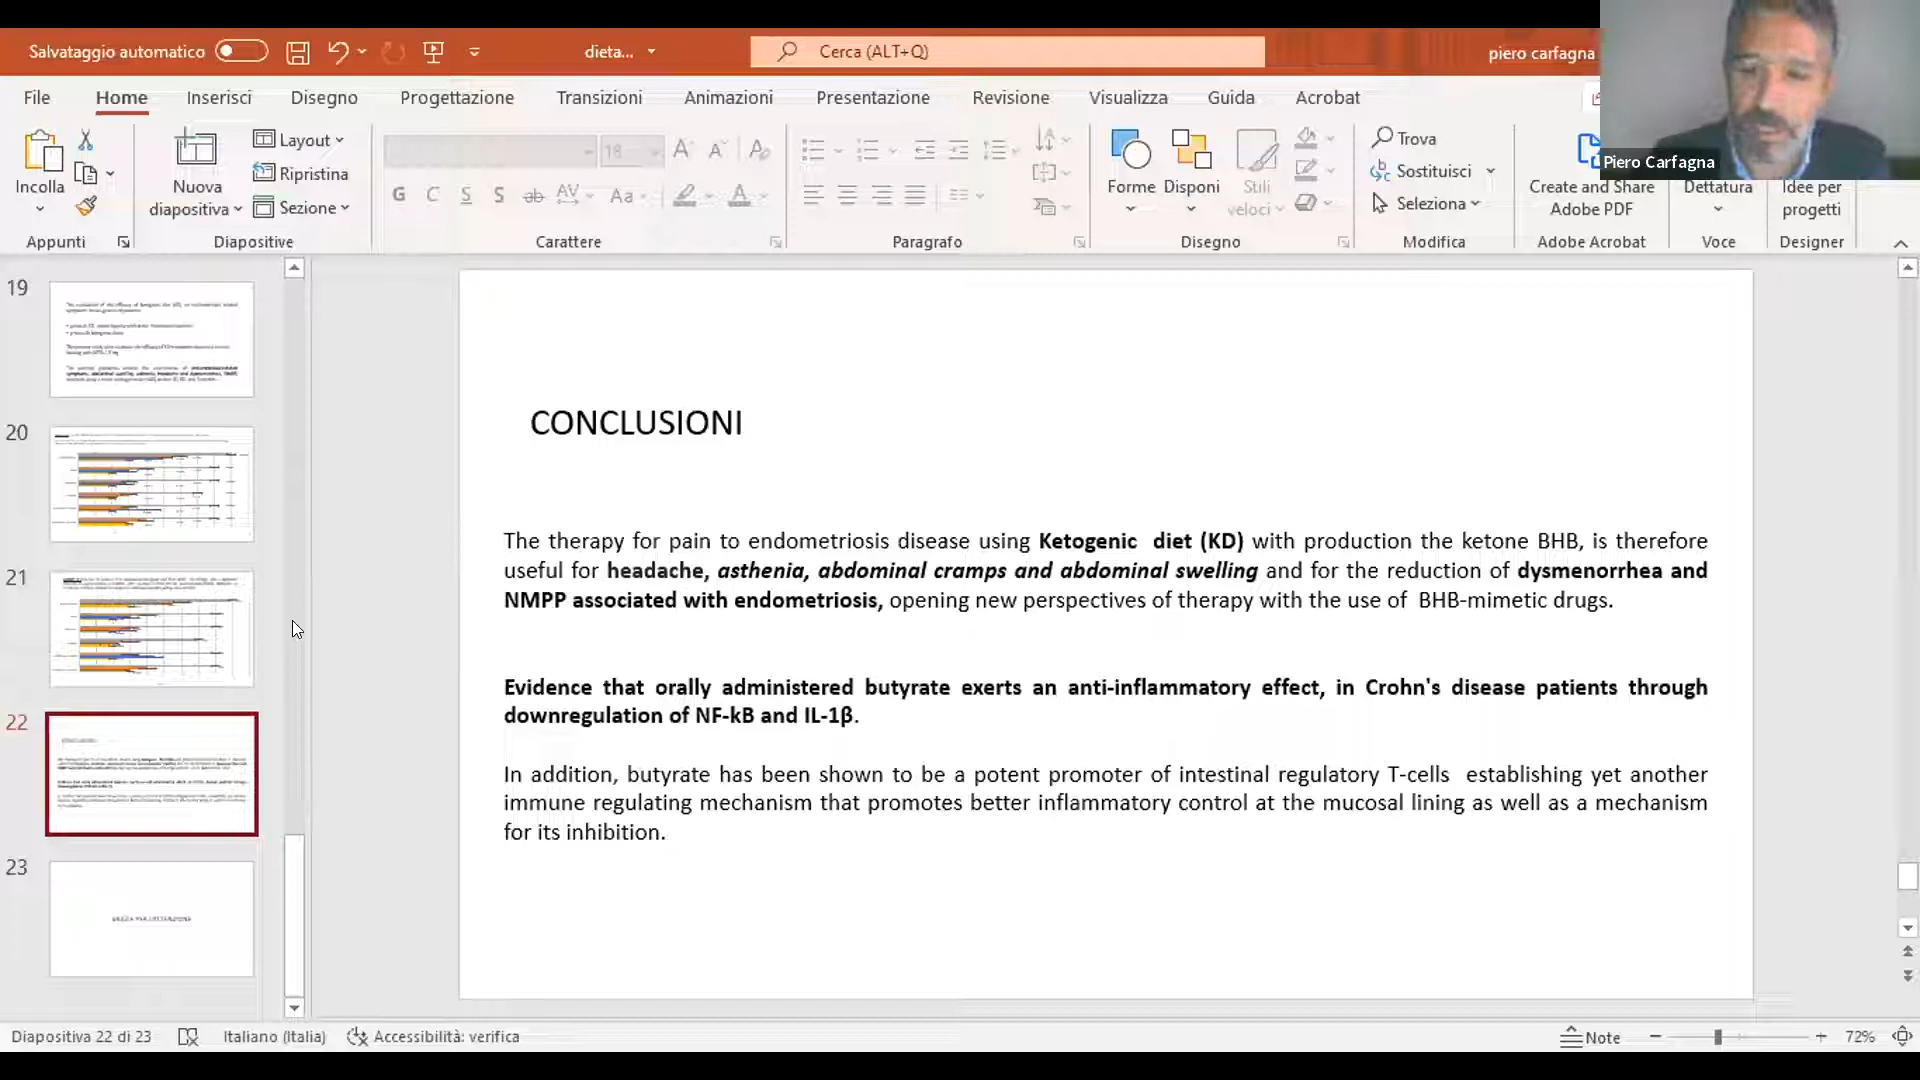 Salvataggio automatico
dieta...
Cerca (ALT+Q)
piero carfagna
File Home Inserisci Disegno Progettazione Transizioni Animazioni Presentazione Revisione Visualizza Guida Acrobat
Piero Carfagna
Incolla
Nuova diapositiva
Layout
Ripristina
Sezione
18
G C S S ab AV Aa A
Forme Disponi Stili veloci
Trova
Sostituisci
Seleziona
Create and Share
Adobe PDF
Dettatura
Idee per
progetti
Appunti Diapositive Carattere Paragrafo Disegno Modifica Adobe Acrobat Voce Designer
19
20
21
22
23
CONCLUSIONI
The therapy for pain to endometriosis disease using Ketogenic diet (KD) with production the ketone BHB, is therefore
useful for headache, asthenia, abdominal cramps and abdominal swelling and for the reduction of dysmenorrhea and
NMPP associated with endometriosis, opening new perspectives of therapy with the use of BHB-mimetic drugs.
Evidence that orally administered butyrate exerts an anti-inflammatory effect, in Crohn's disease patients through
downregulation of NF-kB and IL-1β.
In addition, butyrate has been shown to be a potent promoter of intestinal regulatory T-cells establishing yet another
immune regulating mechanism that promotes better inflammatory control at the mucosal lining as well as a mechanism
for its inhibition.
Diapositiva 22 di 23 Italiano (Italia) Accessibilità: verifica Note 72%